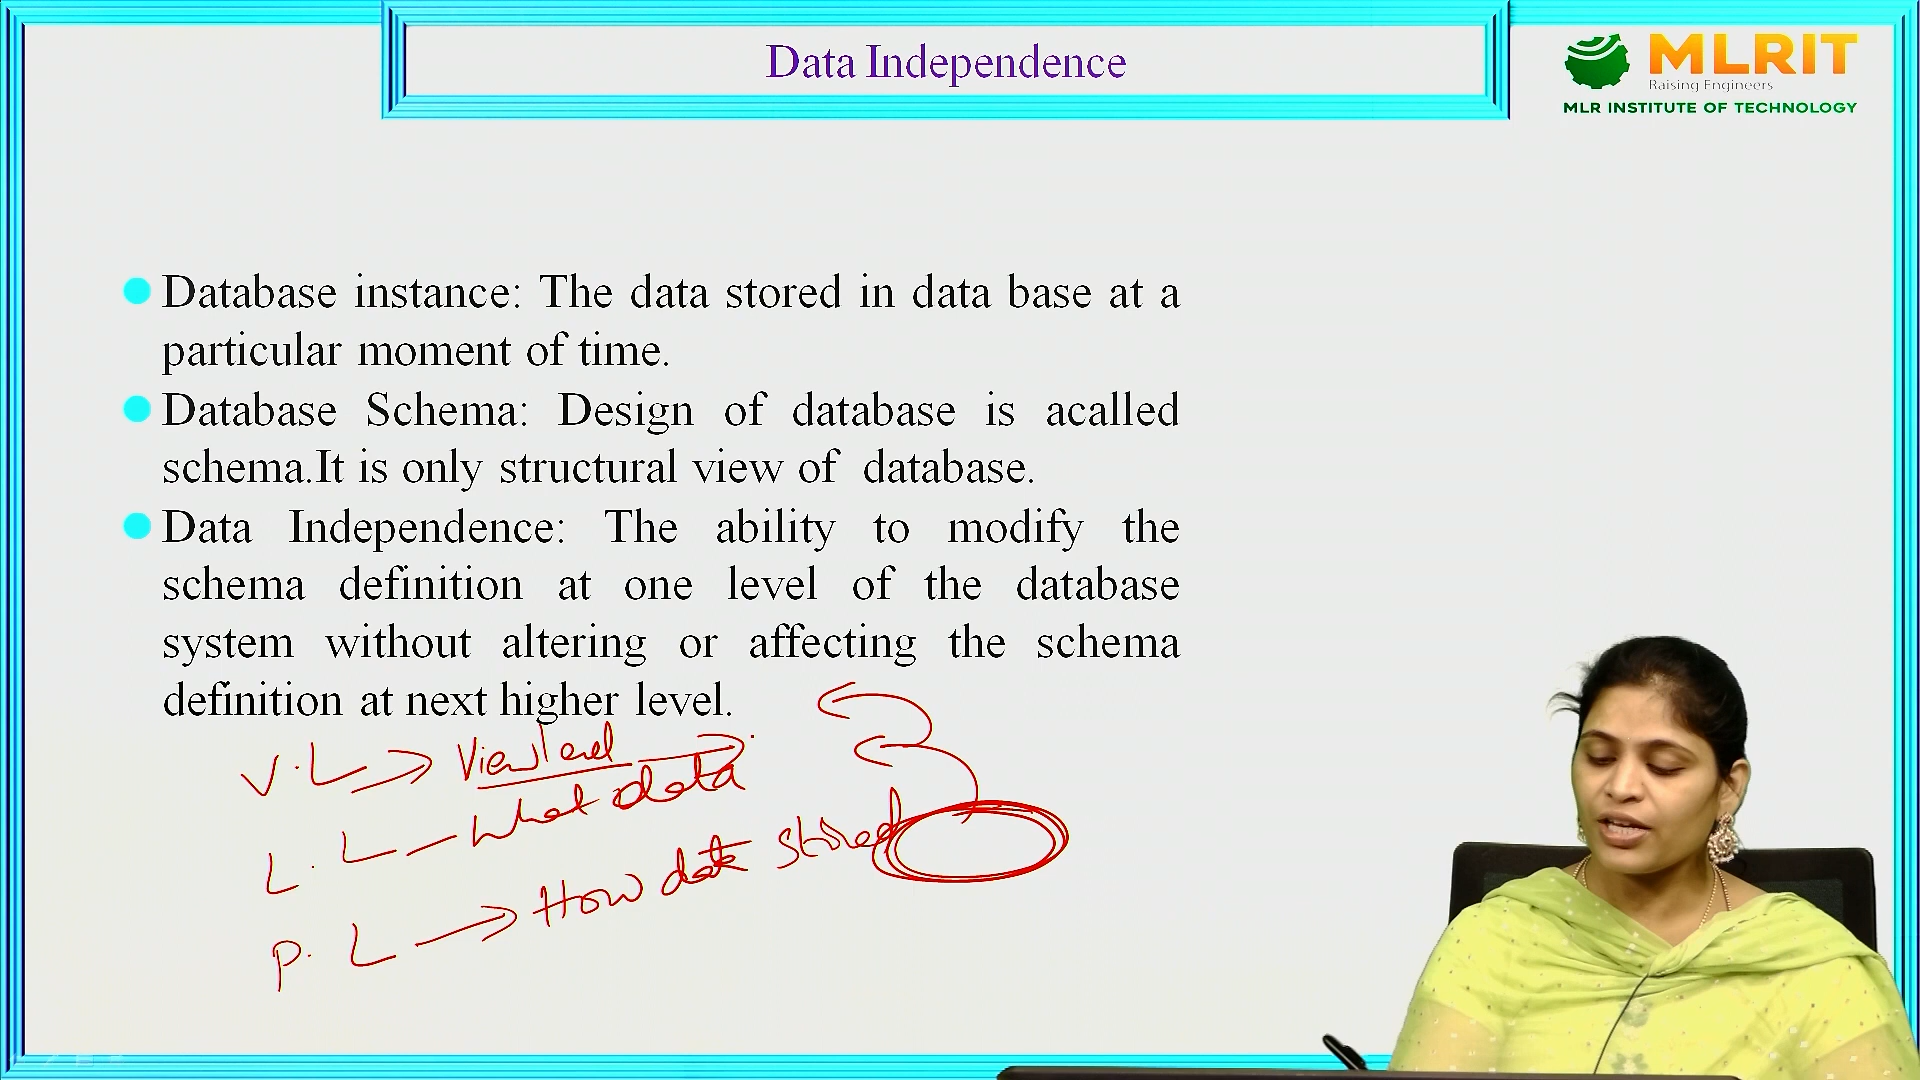 Data Independence
MLRIT
Raising Engineers
MLR INSTITUTE OF TECHNOLOGY
Database instance: The data stored in data base at a
particular moment of time.
Database Schema: Design of database is acalled
schema.It is only structural view of database.
Data Independence: The ability to modify the
schema definition at one level of the database
system without altering or affecting the schema
definition at next higher level.
V.L → View level →
L.L - What data
P.L → How data stored